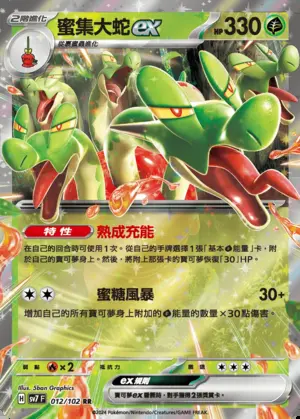 2階進化
蜜集大蛇ex
HP 330
從裹蜜蟲進化
特性 熟成充能
在自己的回合時可使用1次。從自己的手牌選擇1張「基本能量」卡,附
於自己的寶可夢身上。然後,將附上那張卡的寶可夢恢復「30」HP。
蜜糖風暴 30+
增加自己的所有寶可夢身上附加的能量的數量×30點傷害。
Illus. 5ban Graphics
弱點 ×2 抵抗力 撤退
H SV7 F 012/102 RR
ex規則
寶可夢ex昏厥時,對手獲得2張獎賞卡。
©2024 Pokémon/Nintendo/Creatures/GAME FREAK.